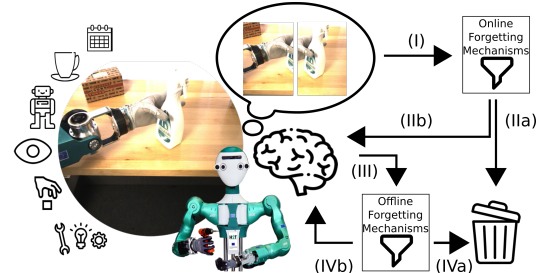 Online
Forgetting
Mechanisms
(I)
(IIb)
(IIa)
(III)
Offline
Forgetting
Mechanisms
(IVb)
(IVa)